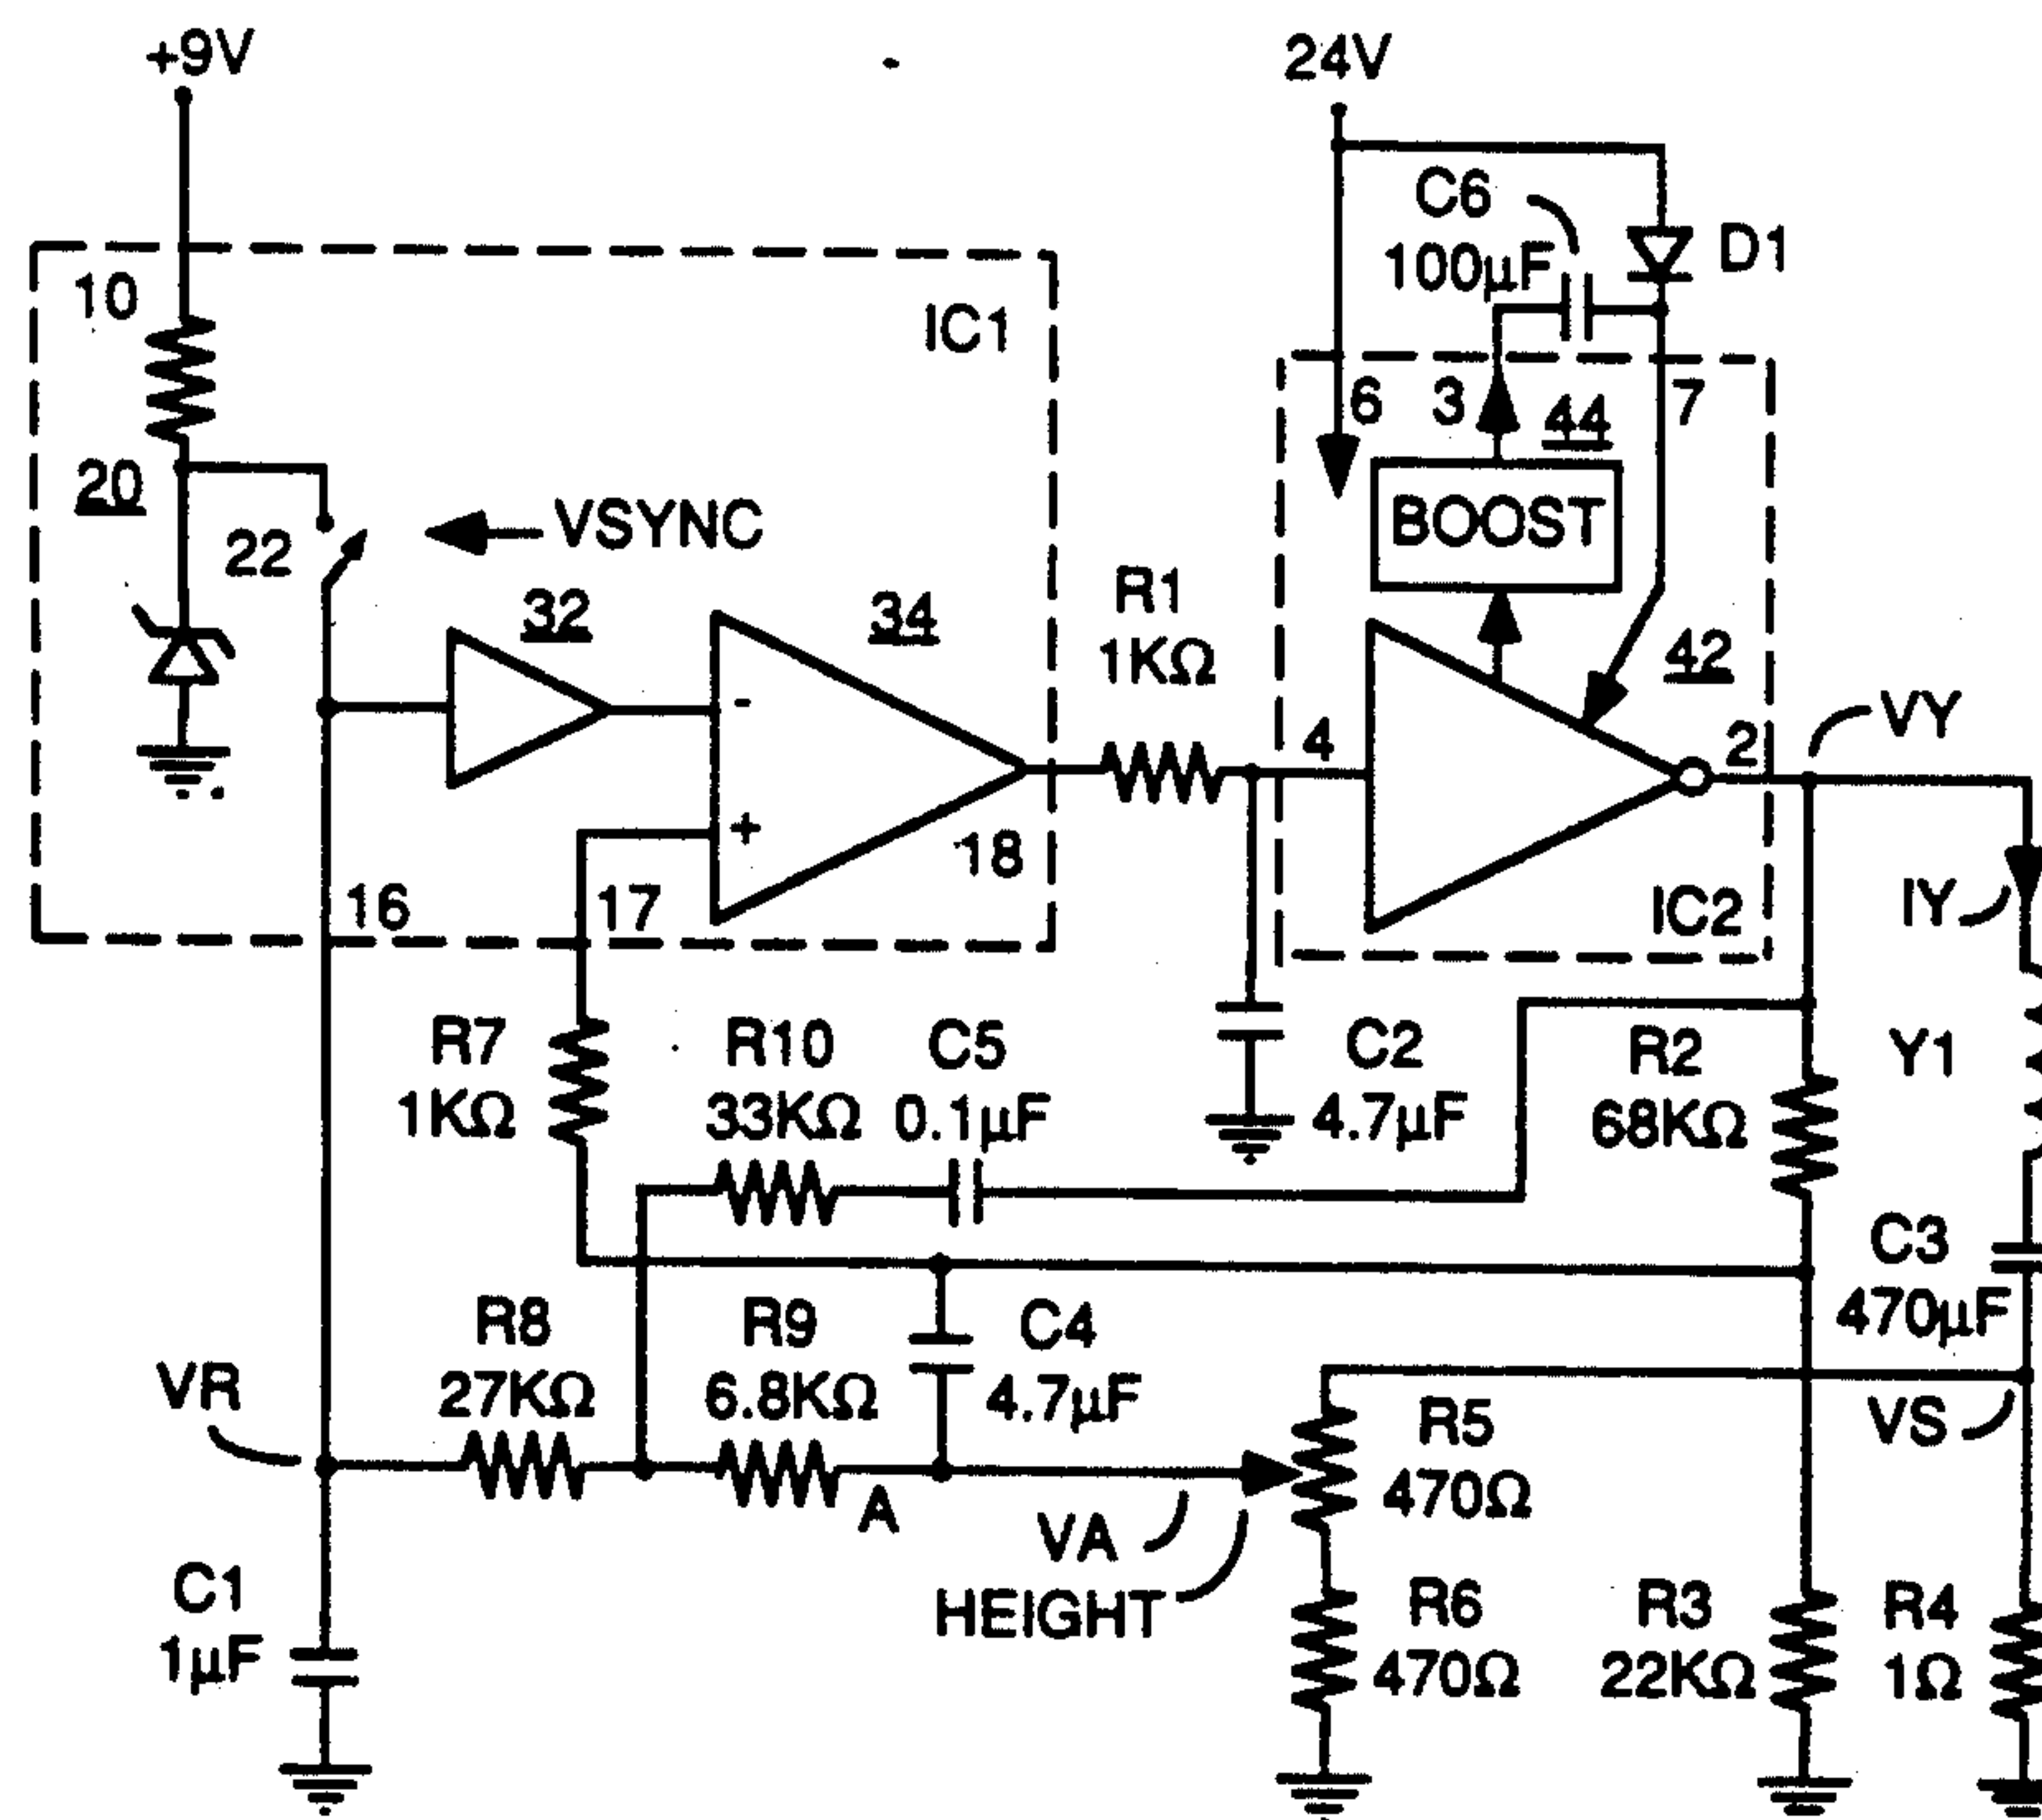 +9V
24V
C6
100µF
D1
10
IC1
6
3
44
7
20
22
VSYNC
BOOST
32
34
R1
1KΩ
42
4
2
VY
-
+
18
16
17
IC2
IY
R7
1KΩ
R10
33KΩ
C5
0.1µF
C2
4.7µF
R2
68KΩ
Y1
C3
470µF
R8
27KΩ
R9
6.8KΩ
C4
4.7µF
VR
VS
R5
470Ω
A
VA
HEIGHT
C1
1µF
R6
470Ω
R3
22KΩ
R4
1Ω